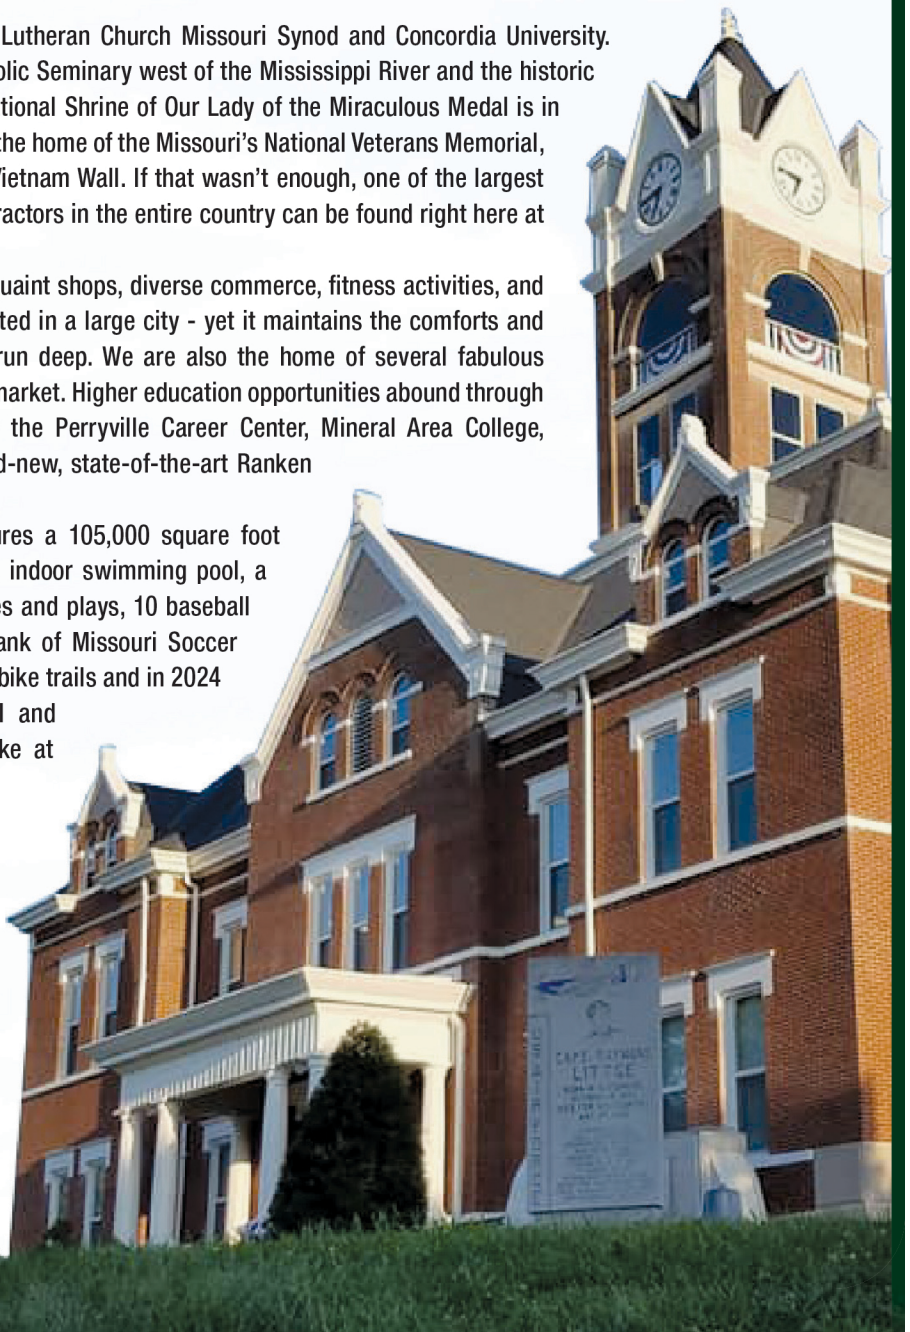 Lutheran Church Missouri Synod and Concordia University.
olic Seminary west of the Mississippi River and the historic
tional Shrine of Our Lady of the Miraculous Medal is in
the home of the Missouri’s National Veterans Memorial,
Vietnam Wall. If that wasn’t enough, one of the largest
ractors in the entire country can be found right here at
uaint shops, diverse commerce, fitness activities, and
ted in a large city - yet it maintains the comforts and
run deep. We are also the home of several fabulous
market. Higher education opportunities abound through
the Perryville Career Center, Mineral Area College,
d-new, state-of-the-art Ranken
ures a 105,000 square foot
indoor swimming pool, a
es and plays, 10 baseball
ank of Missouri Soccer
bike trails and in 2024
l and
ke at